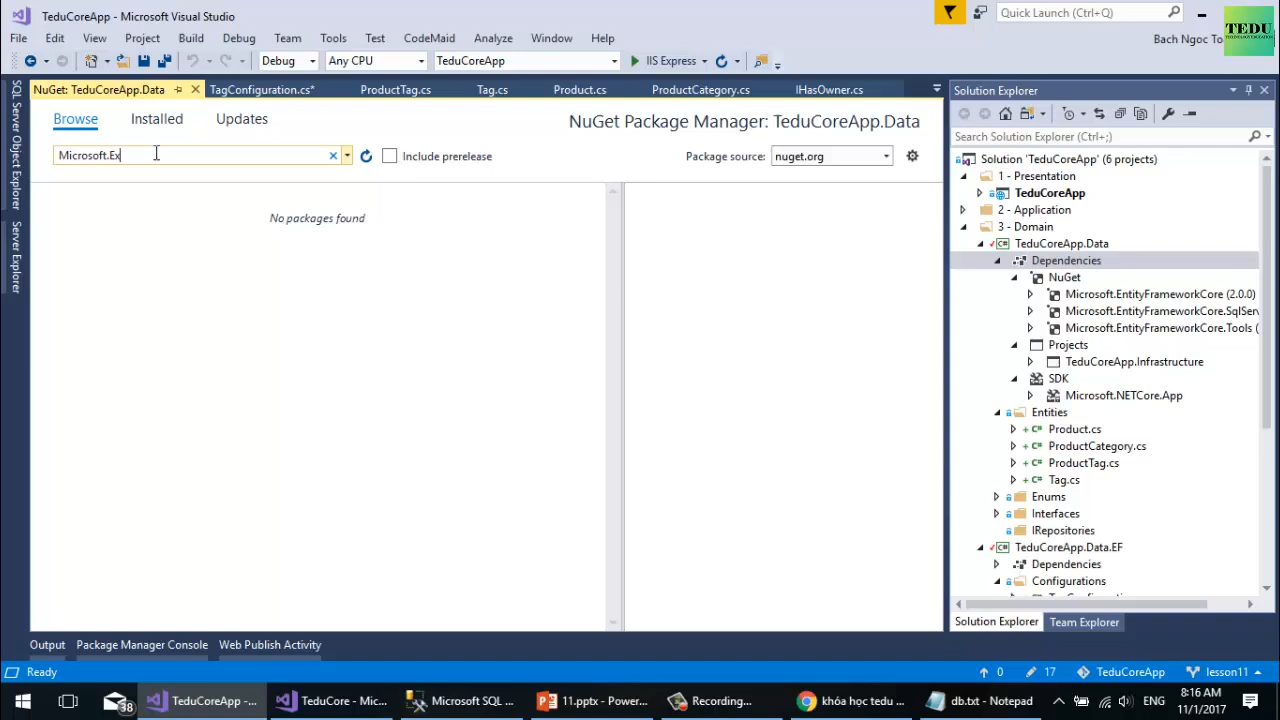 TeduCoreApp - Microsoft Visual Studio
Quick Launch (Ctrl+Q)
File Edit View Project Build Debug Team Tools Test CodeMaid Analyze Window Help
Bach Ngoc To
TEDU
Debug Any CPU TeduCoreApp IIS Express
SQL Server Object Explorer
Server Explorer
NuGet: TeduCoreApp.Data TagConfiguration.cs* ProductTag.cs Tag.cs Product.cs ProductCategory.cs IHasOwner.cs
Browse Installed Updates
NuGet Package Manager: TeduCoreApp.Data
Microsoft.Ex
Include prerelease
Package source: nuget.org
No packages found
Solution Explorer
Search Solution Explorer (Ctrl+;)
Solution 'TeduCoreApp' (6 projects)
1 - Presentation
TeduCoreApp
2 - Application
3 - Domain
TeduCoreApp.Data
Dependencies
NuGet
Microsoft.EntityFrameworkCore (2.0.0)
Microsoft.EntityFrameworkCore.SqlServ
Microsoft.EntityFrameworkCore.Tools (
Projects
TeduCoreApp.Infrastructure
SDK
Microsoft.NETCore.App
Entities
Product.cs
ProductCategory.cs
ProductTag.cs
Tag.cs
Enums
Interfaces
IRepositories
TeduCoreApp.Data.EF
Dependencies
Configurations
Solution Explorer Team Explorer
Output Package Manager Console Web Publish Activity
Ready
0 17 TeduCoreApp lesson11
38
TeduCoreApp -...
TeduCore - Mic...
Microsoft SQL ...
11.pptx - Power...
Recording...
khóa học tedu ...
db.txt - Notepad
ENG
8:16 AM
11/1/2017